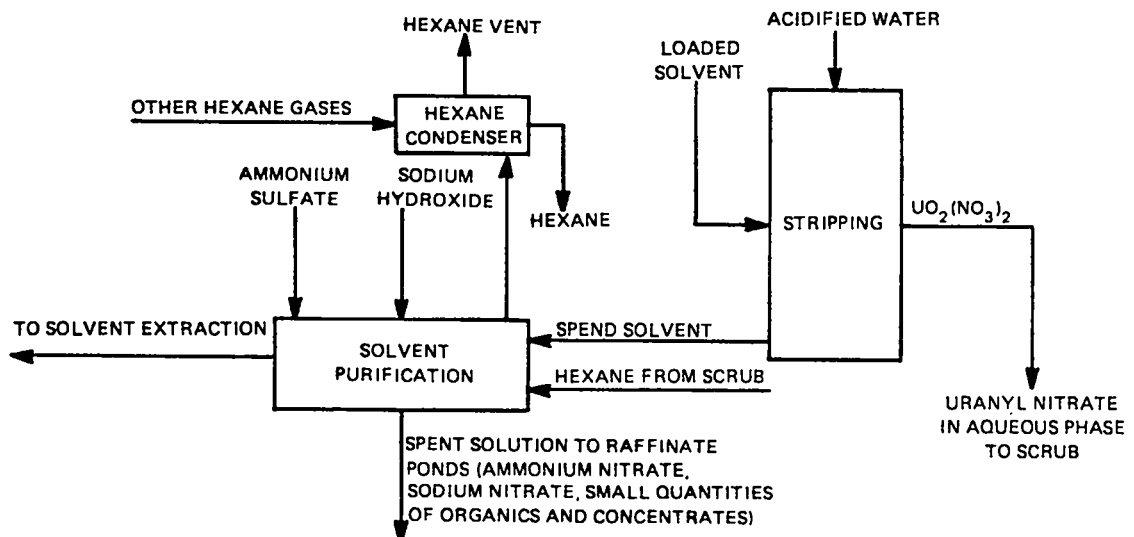 HEXANE VENT
ACIDIFIED WATER
LOADED
SOLVENT
OTHER HEXANE GASES
HEXANE
CONDENSER
AMMONIUM
SULFATE
SODIUM
HYDROXIDE
HEXANE
STRIPPING
UO₂(NO₃)₂
TO SOLVENT EXTRACTION
SOLVENT
PURIFICATION
SPEND SOLVENT
HEXANE FROM SCRUB
URANYL NITRATE
IN AQUEOUS PHASE
TO SCRUB
SPENT SOLUTION TO RAFFINATE
PONDS (AMMONIUM NITRATE,
SODIUM NITRATE, SMALL QUANTITIES
OF ORGANICS AND CONCENTRATES)